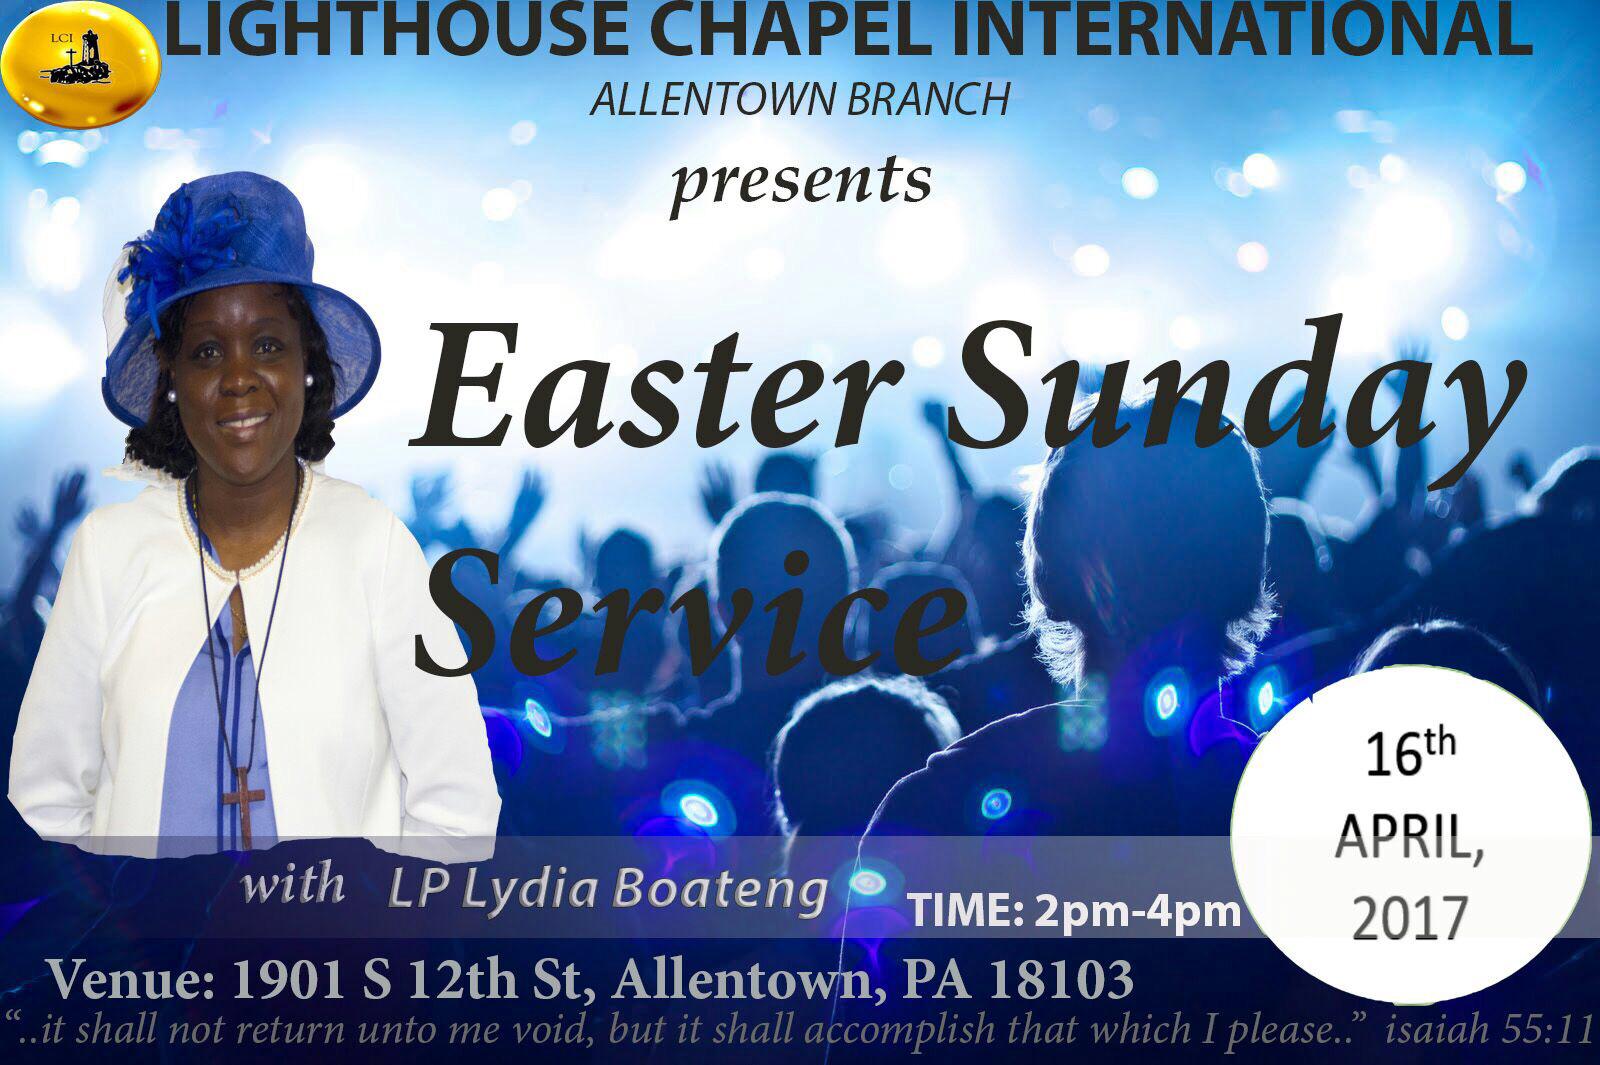 LCI
LIGHTHOUSE CHAPEL INTERNATIONAL
ALLENTOWN BRANCH
presents
Easter Sunday
Service
16th
APRIL,
2017
with LP Lydia Boateng
TIME: 2pm-4pm
Venue: 1901 S 12th St, Allentown, PA 18103
“..it shall not return unto me void, but it shall accomplish that which I please..” isaiah 55:11